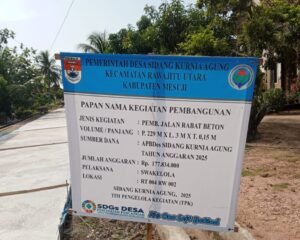 PEMERINTAH DESA SIDANG KURNIA AGUNG
KECAMATAN RAWAJITU UTARA
KABUPATEN MESUJI
PAPAN NAMA KEGIATAN PEMBANGUNAN
JENIS KEGIATAN : PEMB. JALAN RABAT BETON
VOLUME / PANJANG : P. 229 M X L. 3 M X T. 0,15 M
SUMBER DANA : APBDes SIDANG KURNIA AGUNG
TAHUN ANGGARAN 2025
JUMLAH ANGGARAN : Rp. 177.834.000
PELAKSANA : SWAKELOLA
LOKASI : RT 004 RW 002
SIDANG KURNIA AGUNG, 2025
TTD PENGELOLA KEGIATAN (TPK)
SDGs DESA